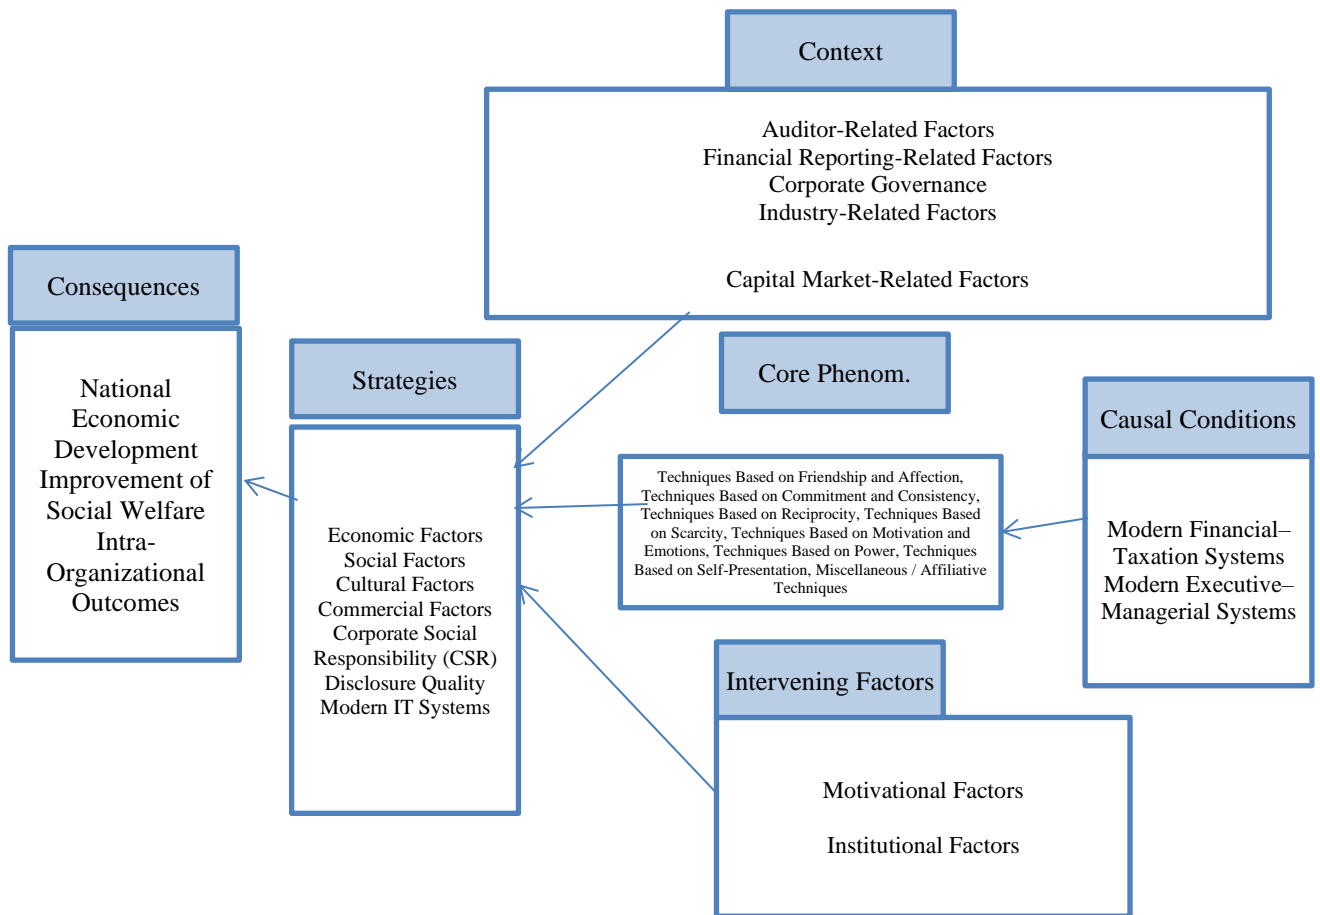 Context
Auditor-Related Factors
Financial Reporting-Related Factors
Corporate Governance
Industry-Related Factors
Capital Market-Related Factors
Consequences
National
Economic
Development
Improvement of
Social Welfare
Intra-
Organizational
Outcomes
Strategies
Economic Factors
Social Factors
Cultural Factors
Commercial Factors
Corporate Social
Responsibility (CSR)
Disclosure Quality
Modern IT Systems
Core Phenom.
Techniques Based on Friendship and Affection,
Techniques Based on Commitment and Consistency,
Techniques Based on Reciprocity, Techniques Based
on Scarcity, Techniques Based on Motivation and
Emotions, Techniques Based on Power, Techniques
Based on Self-Presentation, Miscellaneous / Affiliative
Techniques
Causal Conditions
Modern Financial–
Taxation Systems
Modern Executive–
Managerial Systems
Intervening Factors
Motivational Factors
Institutional Factors